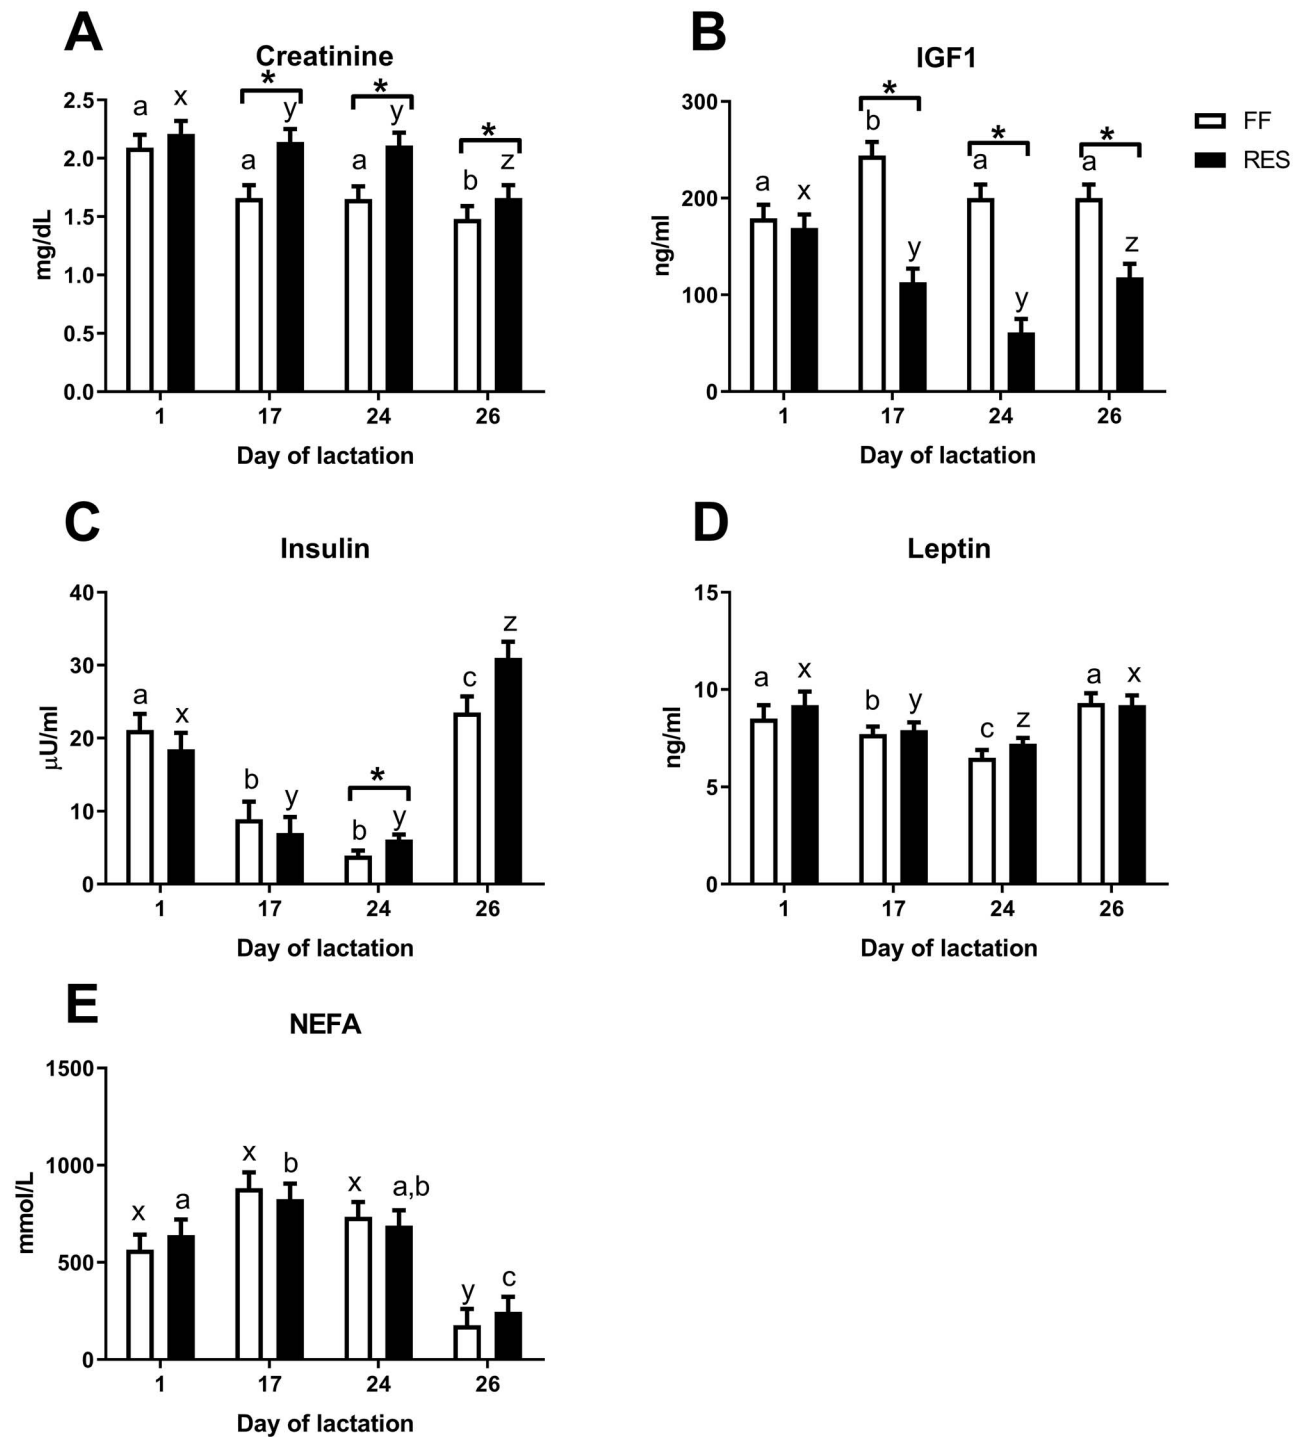 A
Creatinine
2.5
2.0
1.5
1.0
0.5
0.0
mg/dL
a x
* a y
* a y
* b z
1 17 24 26
Day of lactation
B
IGF1
300
200
100
0
ng/ml
a x
* b y
* a y
* a z
1 17 24 26
Day of lactation
FF
RES
C
Insulin
40
30
20
10
0
μU/ml
a x
b y
* b y
c z
1 17 24 26
Day of lactation
D
Leptin
15
10
5
0
ng/ml
a x
b y
c z
a x
1 17 24 26
Day of lactation
E
NEFA
1500
1000
500
0
mmol/L
x a
x b
x a,b
y c
1 17 24 26
Day of lactation